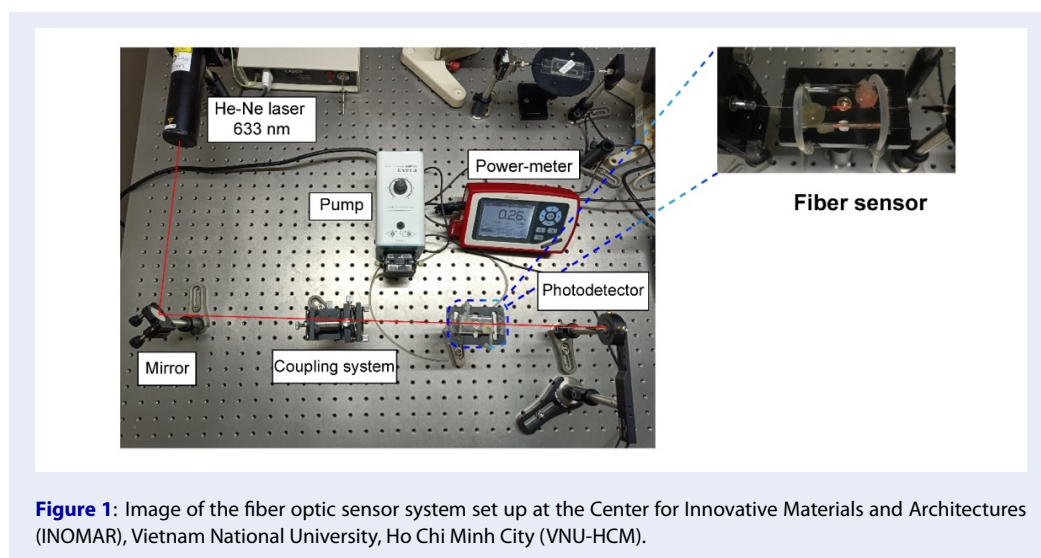 He-Ne laser
633 nm
Pump
Power-meter
0.26
Fiber sensor
Photodetector
Mirror
Coupling system
Figure 1: Image of the fiber optic sensor system set up at the Center for Innovative Materials and Architectures
(INOMAR), Vietnam National University, Ho Chi Minh City (VNU-HCM).